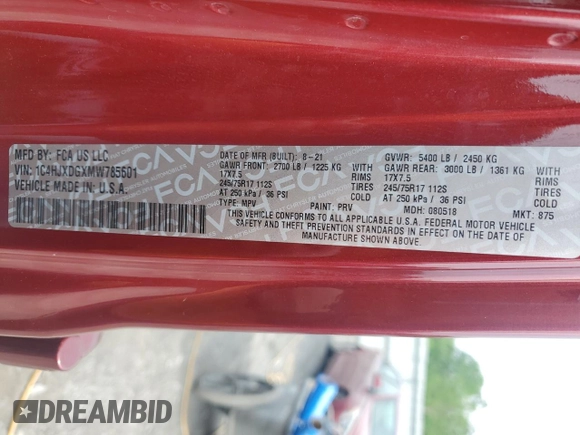 MFD BY: FCA US LLC
VIN: 1C4HJXDGXMW785601
VEHICLE MADE IN: U.S.A.
DATE OF MFR (BUILT): 8-21
GAWR FRONT: 2700 LB / 1225 KG WITH
17X7.5 RIMS
245/75R17 112S TIRES
AT 250 kPa / 36 PSI COLD
TYPE: MPV
PAINT: PRV
GVWR: 5400 LB / 2450 KG
GAWR REAR: 3000 LB / 1361 KG WITH
17X7.5 RIMS
245/75R17 112S TIRES
AT 250 kPa / 36 PSI COLD
MDH: 080518
MKT: 875
THIS VEHICLE CONFORMS TO ALL APPLICABLE U.S.A. FEDERAL MOTOR VEHICLE
SAFETY AND THEFT PREVENTION STANDARDS IN EFFECT ON THE DATE OF
MANUFACTURE SHOWN ABOVE.
DREAMBID